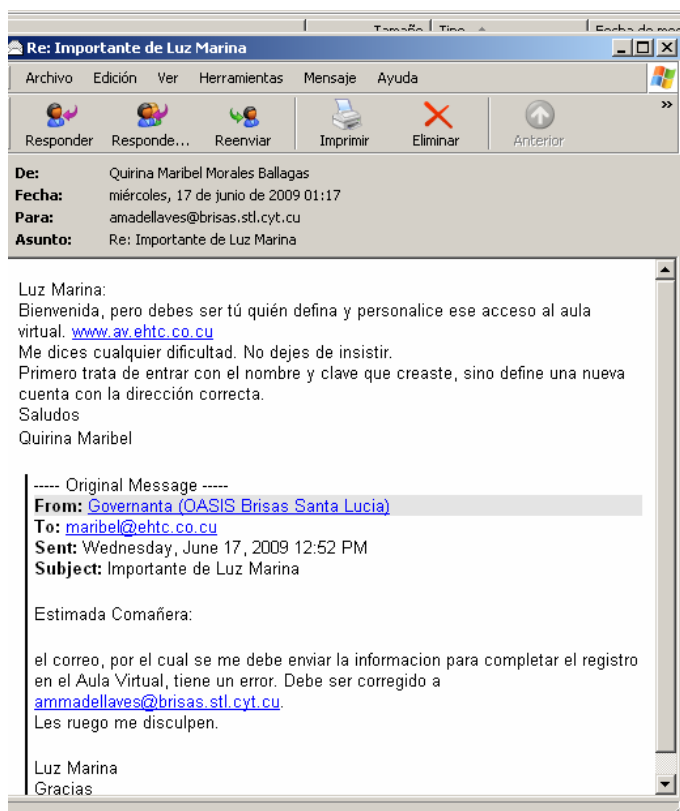 Tamaño Tipo Fecha de mod
Re: Importante de Luz Marina
Archivo Edición Ver Herramientas Mensaje Ayuda
Responder Responde... Reenviar Imprimir Eliminar Anterior »
De: Quirina Maribel Morales Ballagas
Fecha: miércoles, 17 de junio de 2009 01:17
Para: amadellaves@brisas.stl.cyt.cu
Asunto: Re: Importante de Luz Marina
Luz Marina:
Bienvenida, pero debes ser tú quién defina y personalice ese acceso al aula
virtual. www.av.ehtc.co.cu
Me dices cualquier dificultad. No dejes de insistir.
Primero trata de entrar con el nombre y clave que creaste, sino define una nueva
cuenta con la dirección correcta.
Saludos
Quirina Maribel
----- Original Message -----
From: Governanta (OASIS Brisas Santa Lucia)
To: maribel@ehtc.co.cu
Sent: Wednesday, June 17, 2009 12:52 PM
Subject: Importante de Luz Marina
Estimada Comañera:
el correo, por el cual se me debe enviar la informacion para completar el registro
en el Aula Virtual, tiene un error. Debe ser corregido a
ammadellaves@brisas.stl.cyt.cu.
Les ruego me disculpen.
Luz Marina
Gracias